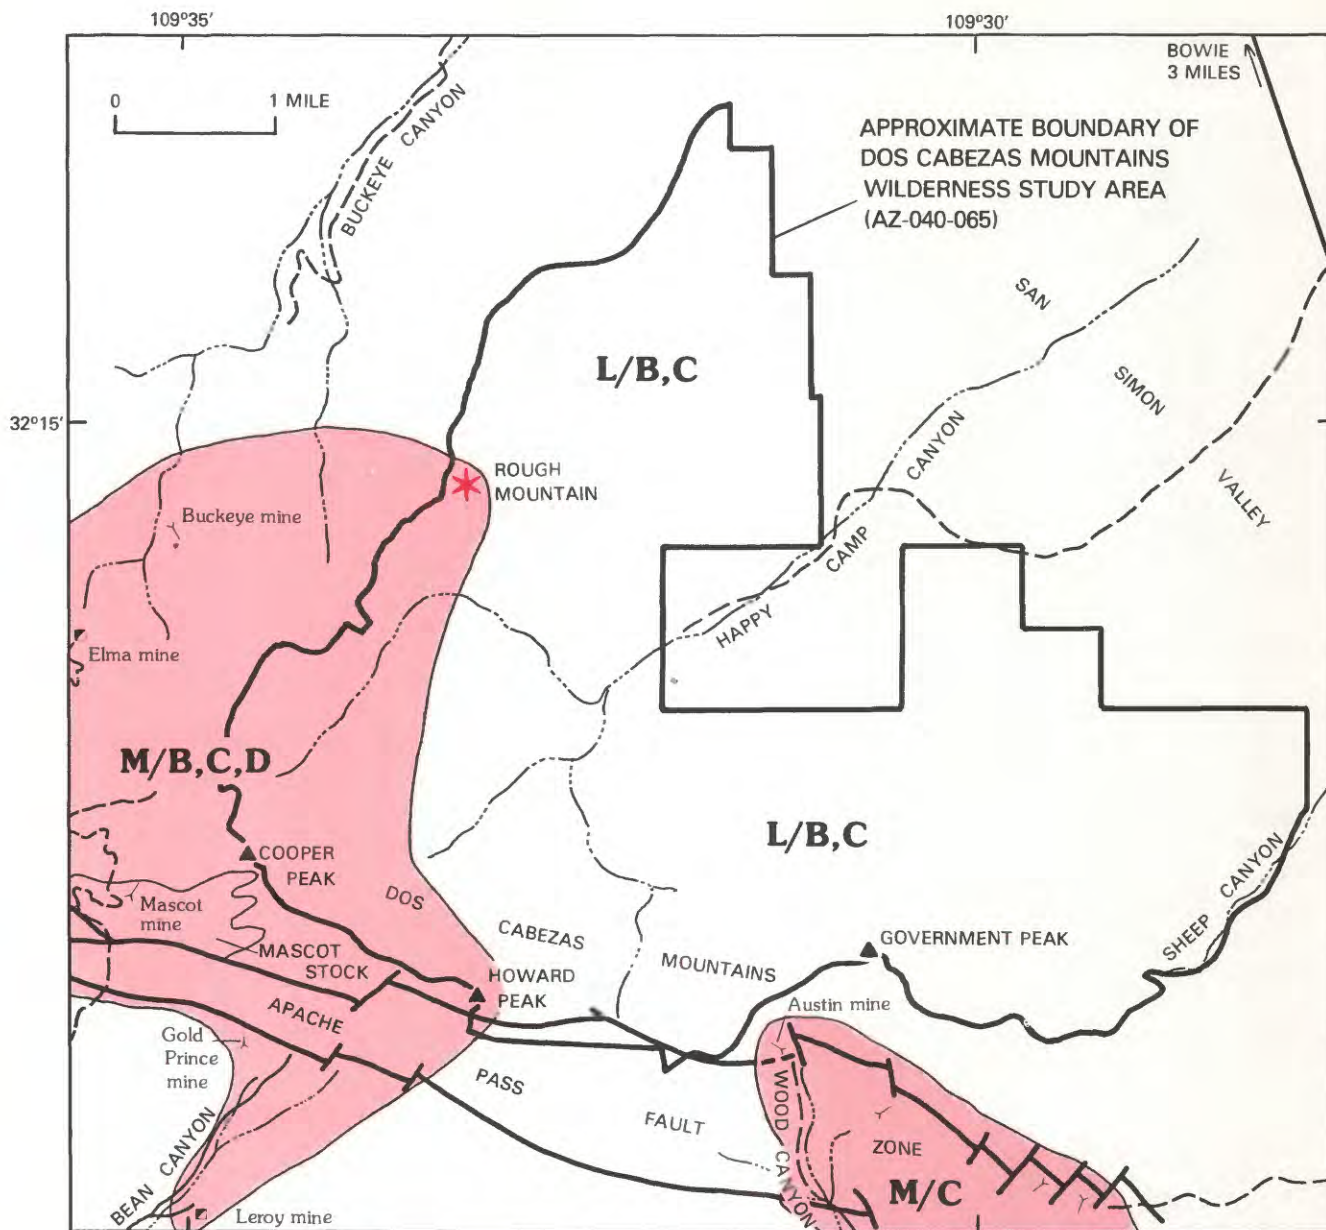 109°35'
109°30'
BOWIE
3 MILES
0 1 MILE
BUCKEYE CANYON
APPROXIMATE BOUNDARY OF
DOS CABEZAS MOUNTAINS
WILDERNESS STUDY AREA
(AZ-040-065)
SAN
SIMON
VALLEY
L/B,C
32°15'
ROUGH
MOUNTAIN
HAPPY CAMP CANYON
Buckeye mine
Elma mine
M/B,C,D
L/B,C
COOPER
PEAK
DOS
CABEZAS
MOUNTAINS
Mascot
mine
MASCOT
STOCK
HOWARD
PEAK
GOVERNMENT PEAK
SHEEP CANYON
Austin mine
APACHE
PASS
FAULT
ZONE
Gold
Prince
mine
WOOD CANYON
BEAN CANYON
M/C
Leroy mine